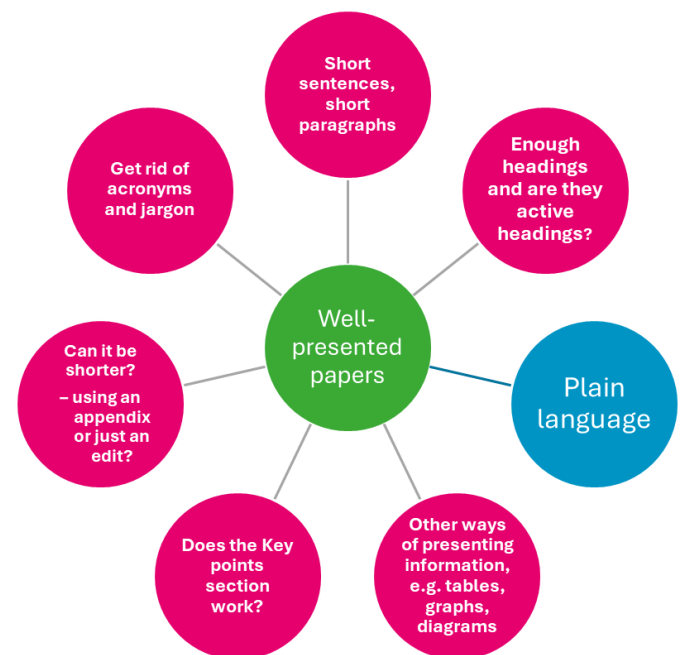 Short
sentences,
short
paragraphs
Enough
headings
and are they
active
headings?
Plain
language
Other ways
of presenting
information,
e.g. tables,
graphs,
diagrams
Does the Key
points
section
work?
Can it be
shorter?
– using an
appendix
or just an
edit?
Get rid of
acronyms
and jargon
Well-
presented
papers